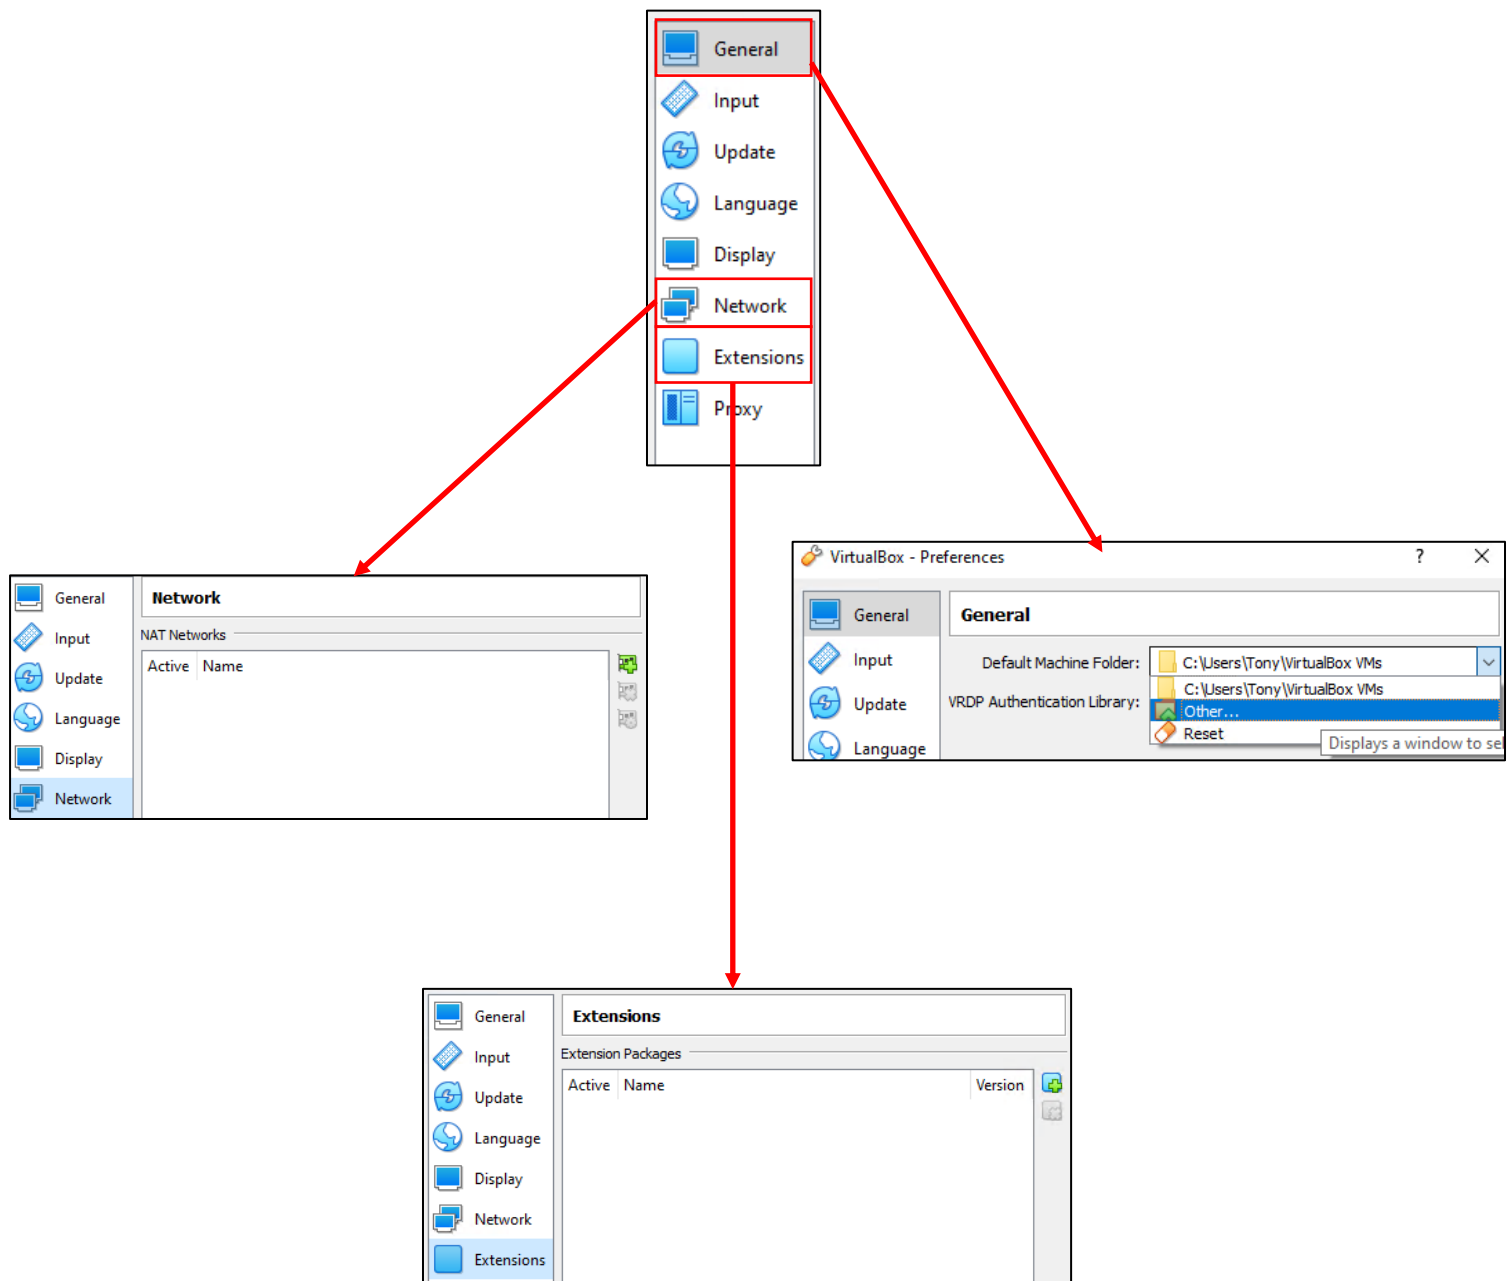 General
Input
Update
Language
Display
Network
Extensions
Proxy
General
Input
Update
Language
Display
Network
Network
NAT Networks
Active Name
VirtualBox - Preferences ? X
General
Input
Update
Language
General
Default Machine Folder: C:\Users\Tony\VirtualBox VMs
C:\Users\Tony\VirtualBox VMs
VRDP Authentication Library:
Other...
Reset
Displays a window to sel
General
Input
Update
Language
Display
Network
Extensions
Extensions
Extension Packages
Active Name Version